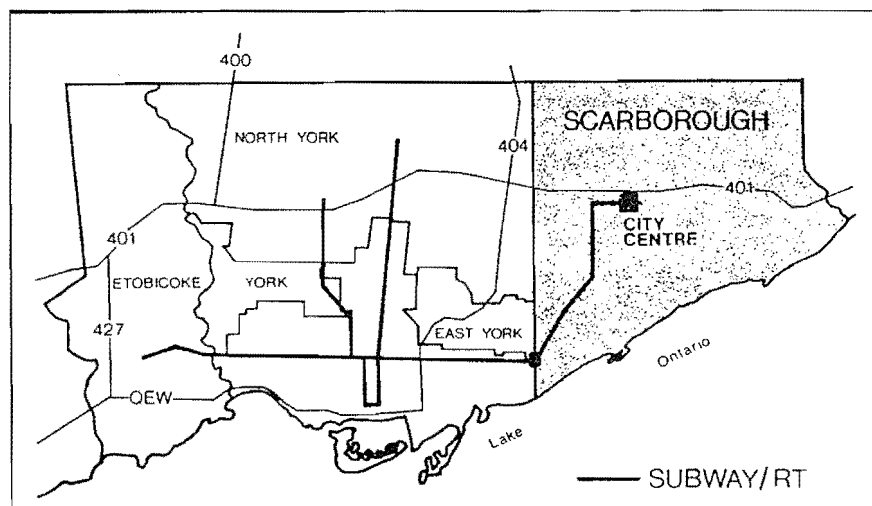 400
NORTH YORK
404
SCARBOROUGH
401
CITY
CENTRE
401
ETOBICOKE
YORK
427
EAST YORK
QEW
Lake
Ontario
SUBWAY/RT